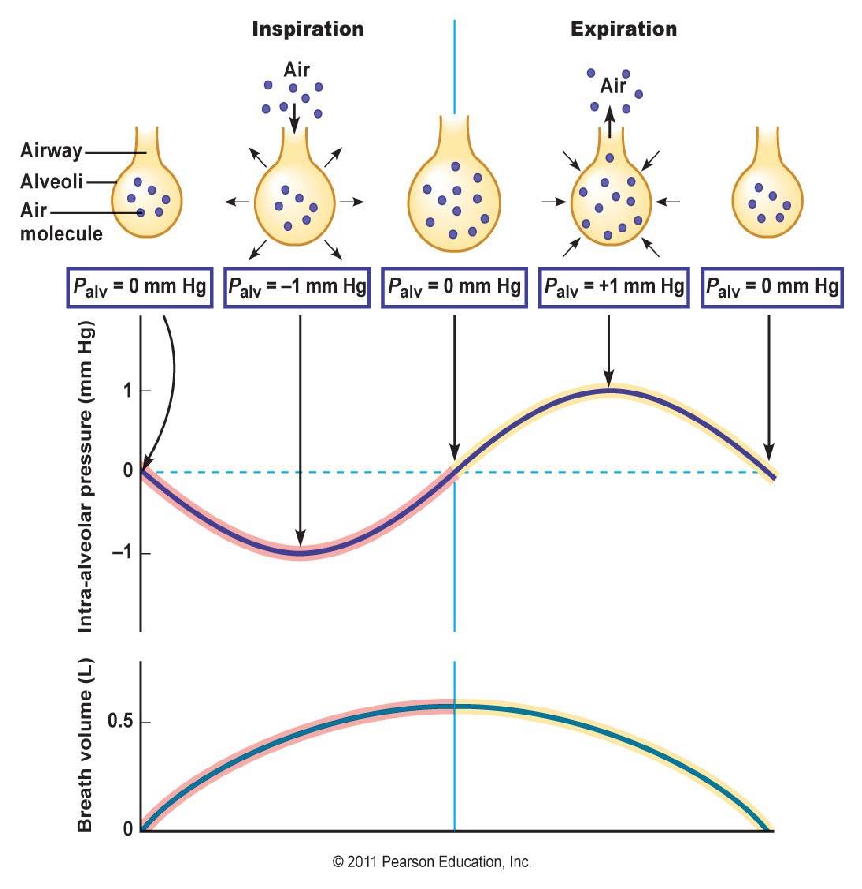 Inspiration
Expiration
Air
Air
Airway
Alveoli
Air
molecule
Palv = 0 mm Hg
Palv = –1 mm Hg
Palv = 0 mm Hg
Palv = +1 mm Hg
Palv = 0 mm Hg
Intra-alveolar pressure (mm Hg)
1
0
–1
Breath volume (L)
0.5
0
© 2011 Pearson Education, Inc.